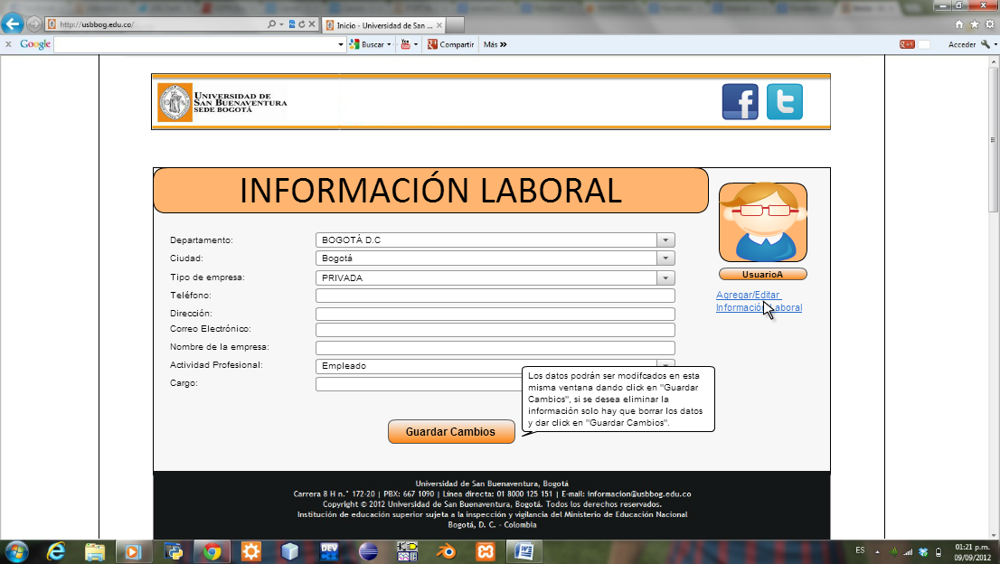 http://usbbog.edu.co/
Inicio - Universidad de San ...
Google
Buscar
You Tube
Compartir
Más »
+1
Acceder
UNIVERSIDAD DE
SAN BUENAVENTURA
SEDE BOGOTÁ
f
t
INFORMACIÓN LABORAL
Departamento:
BOGOTÁ D.C
Ciudad:
Bogotá
Tipo de empresa:
PRIVADA
Teléfono:
Dirección:
Correo Electrónico:
Nombre de la empresa:
Actividad Profesional:
Empleado
Cargo:
UsuarioA
Agregar/Editar
Información Laboral
Los datos podrán ser modifcados en esta
misma ventana dando click en "Guardar
Cambios", si se desea eliminar la
información solo hay que borrar los datos
y dar click en "Guardar Cambios".
Guardar Cambios
Universidad de San Buenaventura, Bogotá
Carrera 8 H n.° 172-20 | PBX: 667 1090 | Línea directa: 01 8000 125 151 | E-mail: informacion@usbbog.edu.co
Copyright © 2012 Universidad de San Buenaventura, Bogotá. Todos los derechos reservados.
Institución de educación superior sujeta a la inspección y vigilancia del Ministerio de Educación Nacional
Bogotá, D. C. - Colombia
DEV
ES
01:21 p.m.
09/09/2012